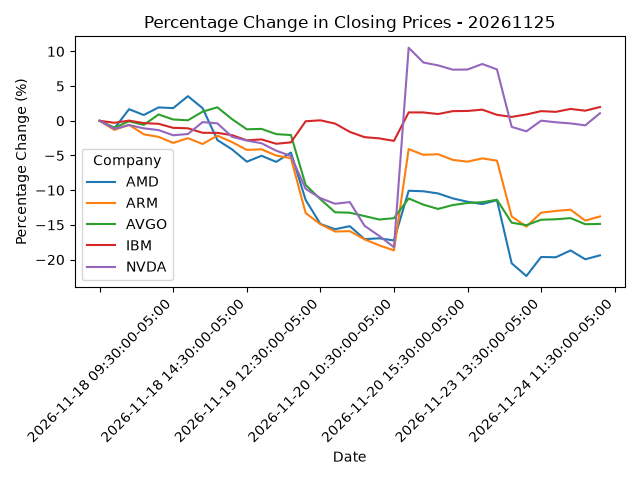 Percentage Change in Closing Prices - 20261125
Percentage Change (%)
10
5
0
−5
−10
−15
−20
Company
AMD
ARM
AVGO
IBM
NVDA
2026-11-18 09:30:00-05:00
2026-11-18 14:30:00-05:00
2026-11-19 12:30:00-05:00
2026-11-20 10:30:00-05:00
2026-11-20 15:30:00-05:00
2026-11-23 13:30:00-05:00
2026-11-24 11:30:00-05:00
Date